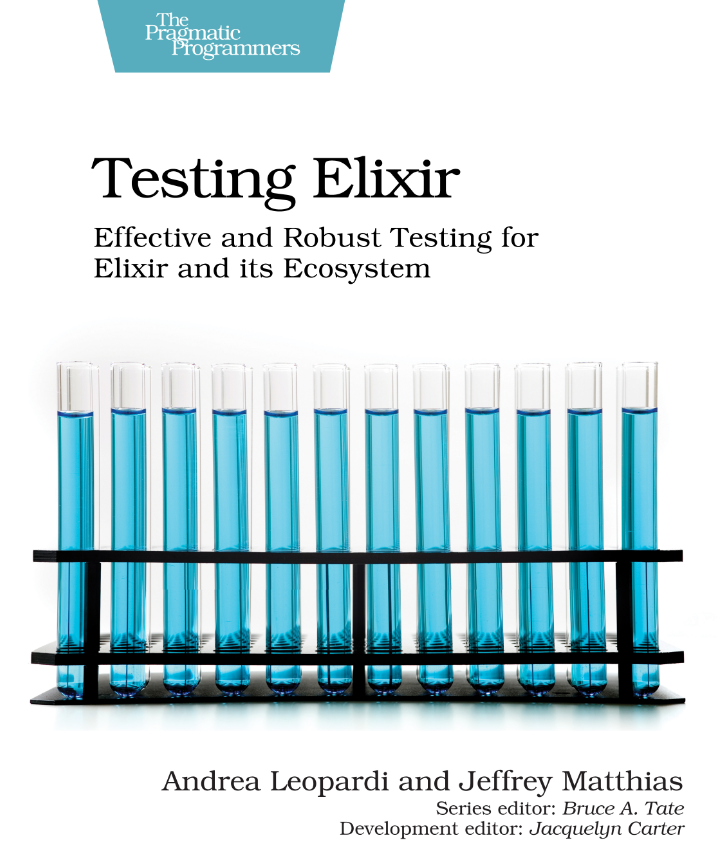 The
Pragmatic
Programmers
Testing Elixir
Effective and Robust Testing for
Elixir and its Ecosystem
Andrea Leopardi and Jeffrey Matthias
Series editor: Bruce A. Tate
Development editor: Jacquelyn Carter